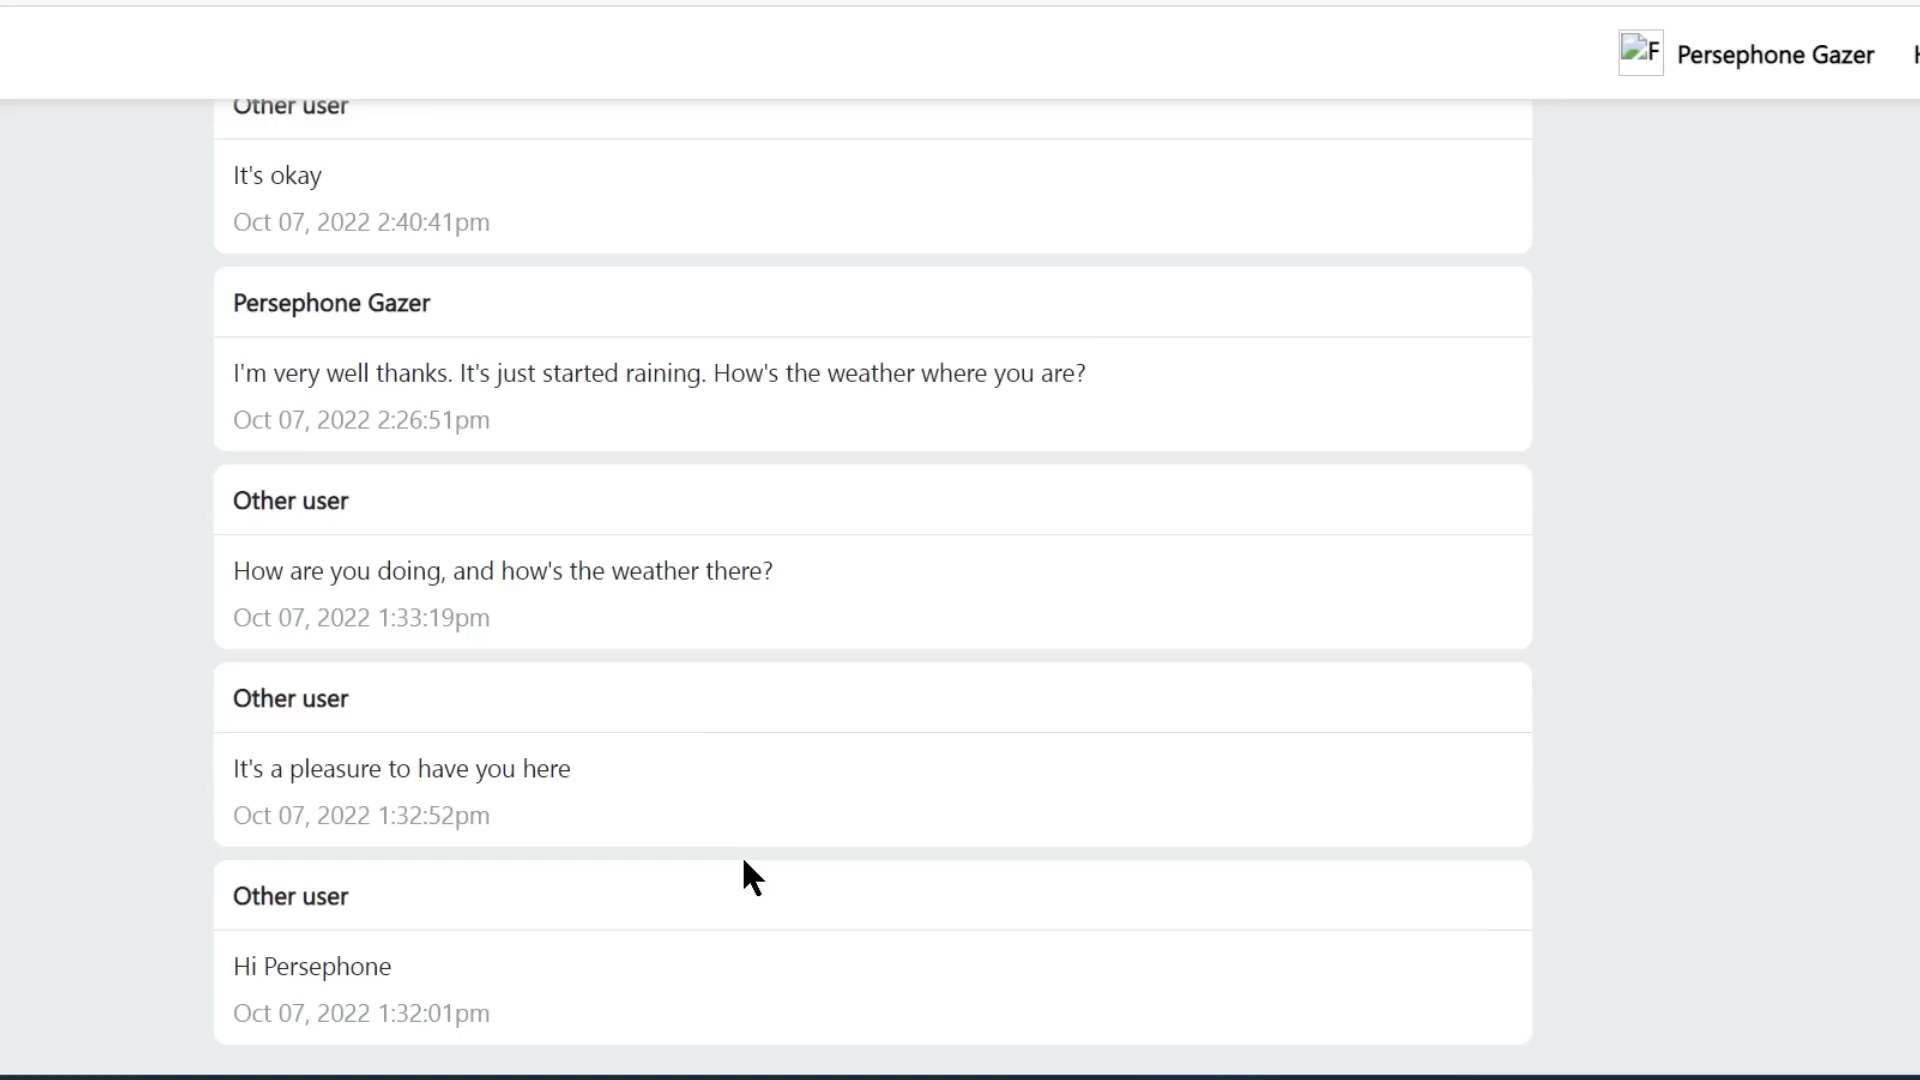 F Persephone Gazer
Other user
It's okay
Oct 07, 2022 2:40:41pm
Persephone Gazer
I'm very well thanks. It's just started raining. How's the weather where you are?
Oct 07, 2022 2:26:51pm
Other user
How are you doing, and how's the weather there?
Oct 07, 2022 1:33:19pm
Other user
It's a pleasure to have you here
Oct 07, 2022 1:32:52pm
Other user
Hi Persephone
Oct 07, 2022 1:32:01pm